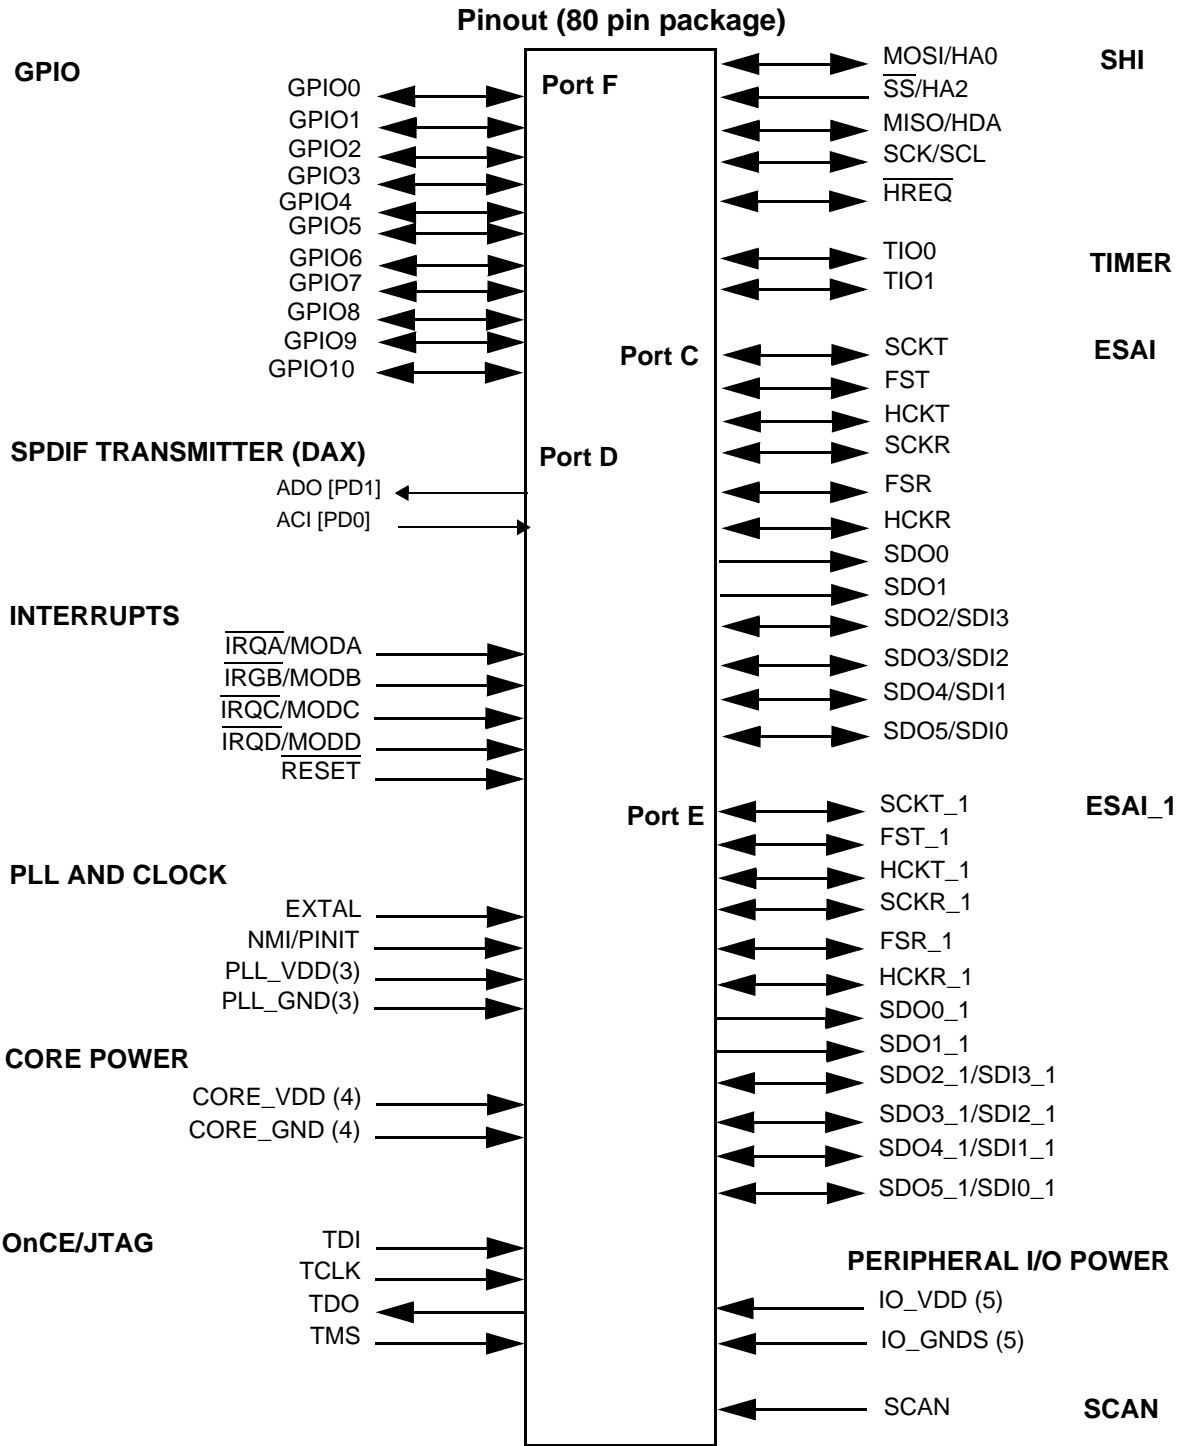 Pinout (80 pin package)
GPIO
Port F
GPIO0
GPIO1
GPIO2
GPIO3
GPIO4
GPIO5
GPIO6
GPIO7
GPIO8
GPIO9
GPIO10
SPDIF TRANSMITTER (DAX)
Port D
ADO [PD1]
ACI [PD0]
INTERRUPTS
IRQA/MODA
IRGB/MODB
IRQC/MODC
IRQD/MODD
RESET
PLL AND CLOCK
EXTAL
NMI/PINIT
PLL_VDD(3)
PLL_GND(3)
CORE POWER
CORE_VDD (4)
CORE_GND (4)
OnCE/JTAG
TDI
TCLK
TDO
TMS
SHI
MOSI/HA0
SS/HA2
MISO/HDA
SCK/SCL
HREQ
TIMER
TIO0
TIO1
Port C
ESAI
SCKT
FST
HCKT
SCKR
FSR
HCKR
SDO0
SDO1
SDO2/SDI3
SDO3/SDI2
SDO4/SDI1
SDO5/SDI0
Port E
ESAI_1
SCKT_1
FST_1
HCKT_1
SCKR_1
FSR_1
HCKR_1
SDO0_1
SDO1_1
SDO2_1/SDI3_1
SDO3_1/SDI2_1
SDO4_1/SDI1_1
SDO5_1/SDI0_1
PERIPHERAL I/O POWER
IO_VDD (5)
IO_GNDS (5)
SCAN
SCAN